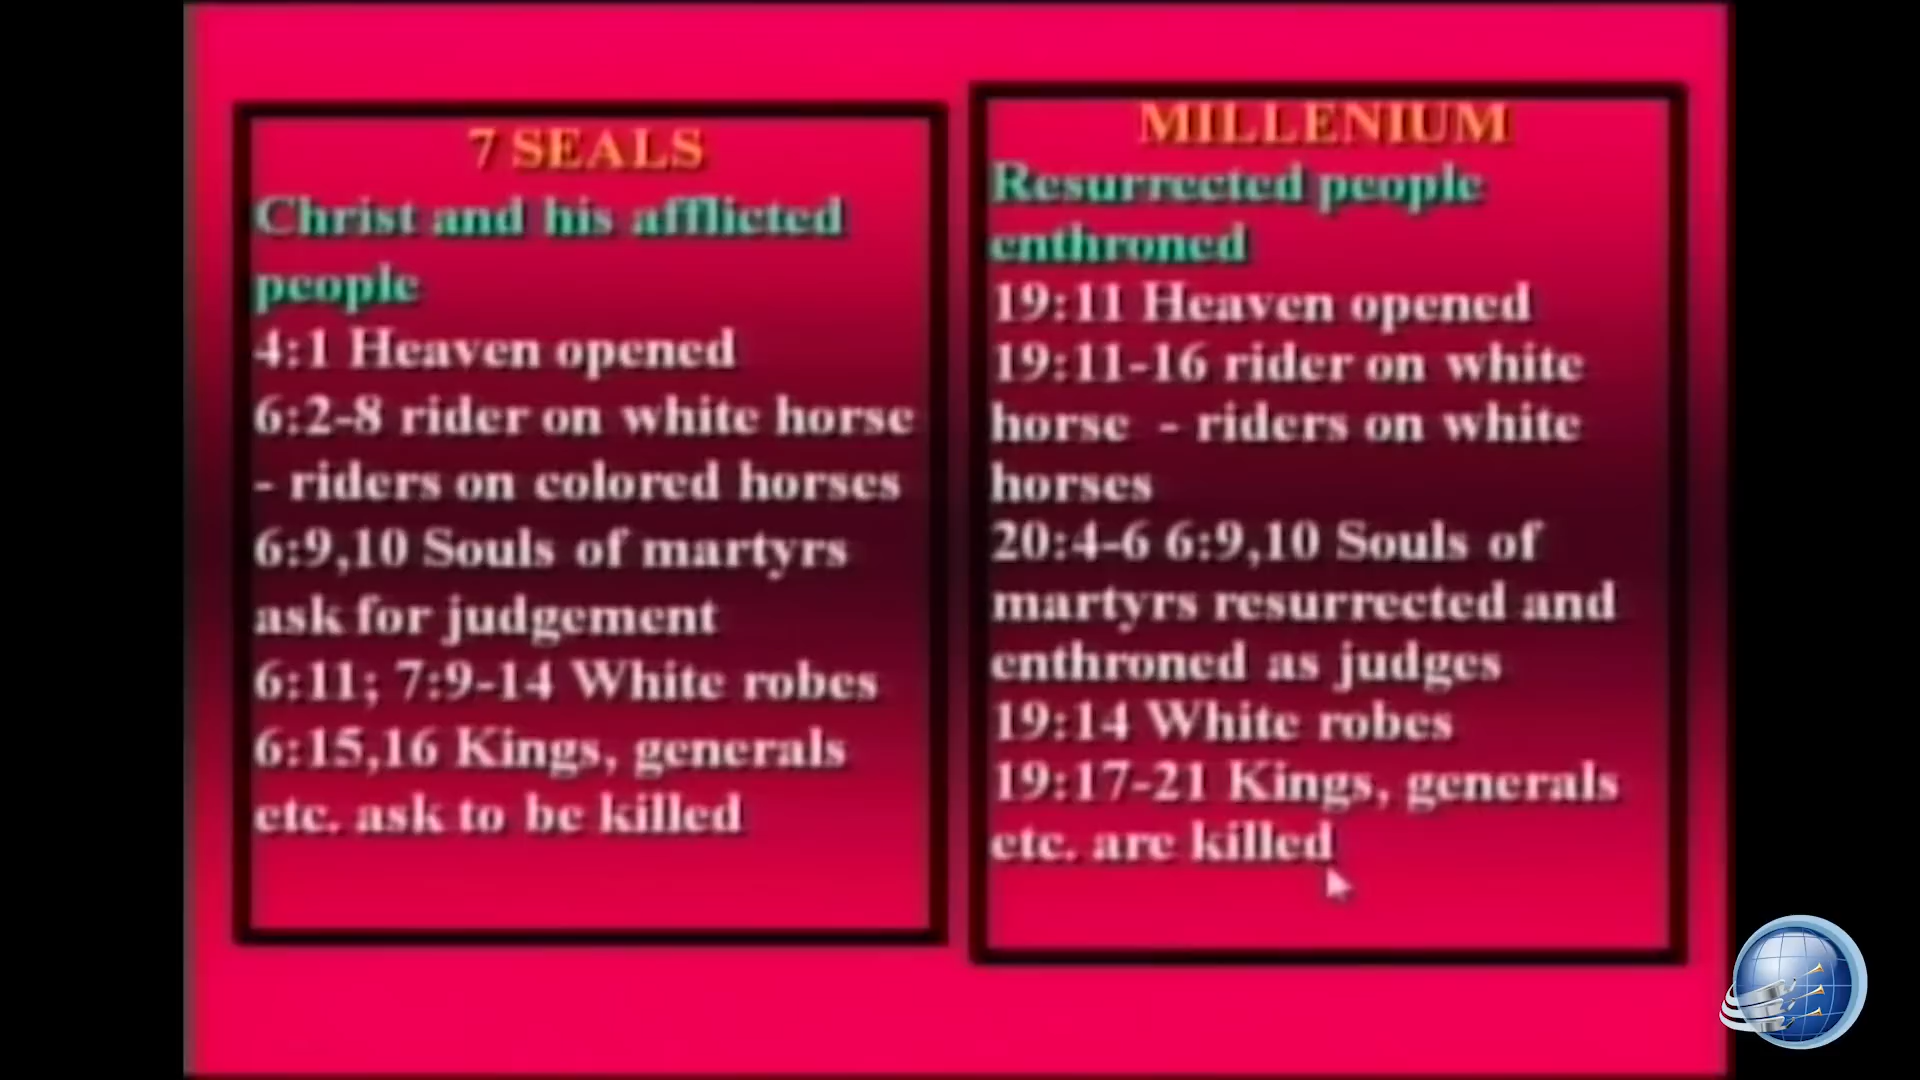 7 SEALS
Christ and his afflicted
people
4:1 Heaven opened
6:2-8 rider on white horse
- riders on colored horses
6:9,10 Souls of martyrs
ask for judgement
6:11; 7:9-14 White robes
6:15,16 Kings, generals
etc. ask to be killed
MILLENIUM
Resurrected people
enthroned
19:11 Heaven opened
19:11-16 rider on white
horse - riders on white
horses
20:4-6 6:9,10 Souls of
martyrs resurrected and
enthroned as judges
19:14 White robes
19:17-21 Kings, generals
etc. are killed